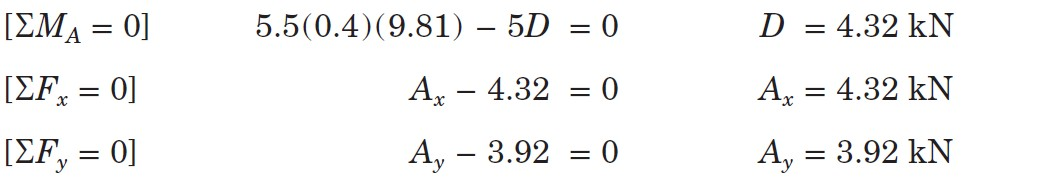 [ΣM_A = 0] 5.5(0.4)(9.81) − 5D = 0 D = 4.32 kN
[ΣF_x = 0] A_x − 4.32 = 0 A_x = 4.32 kN
[ΣF_y = 0] A_y − 3.92 = 0 A_y = 3.92 kN